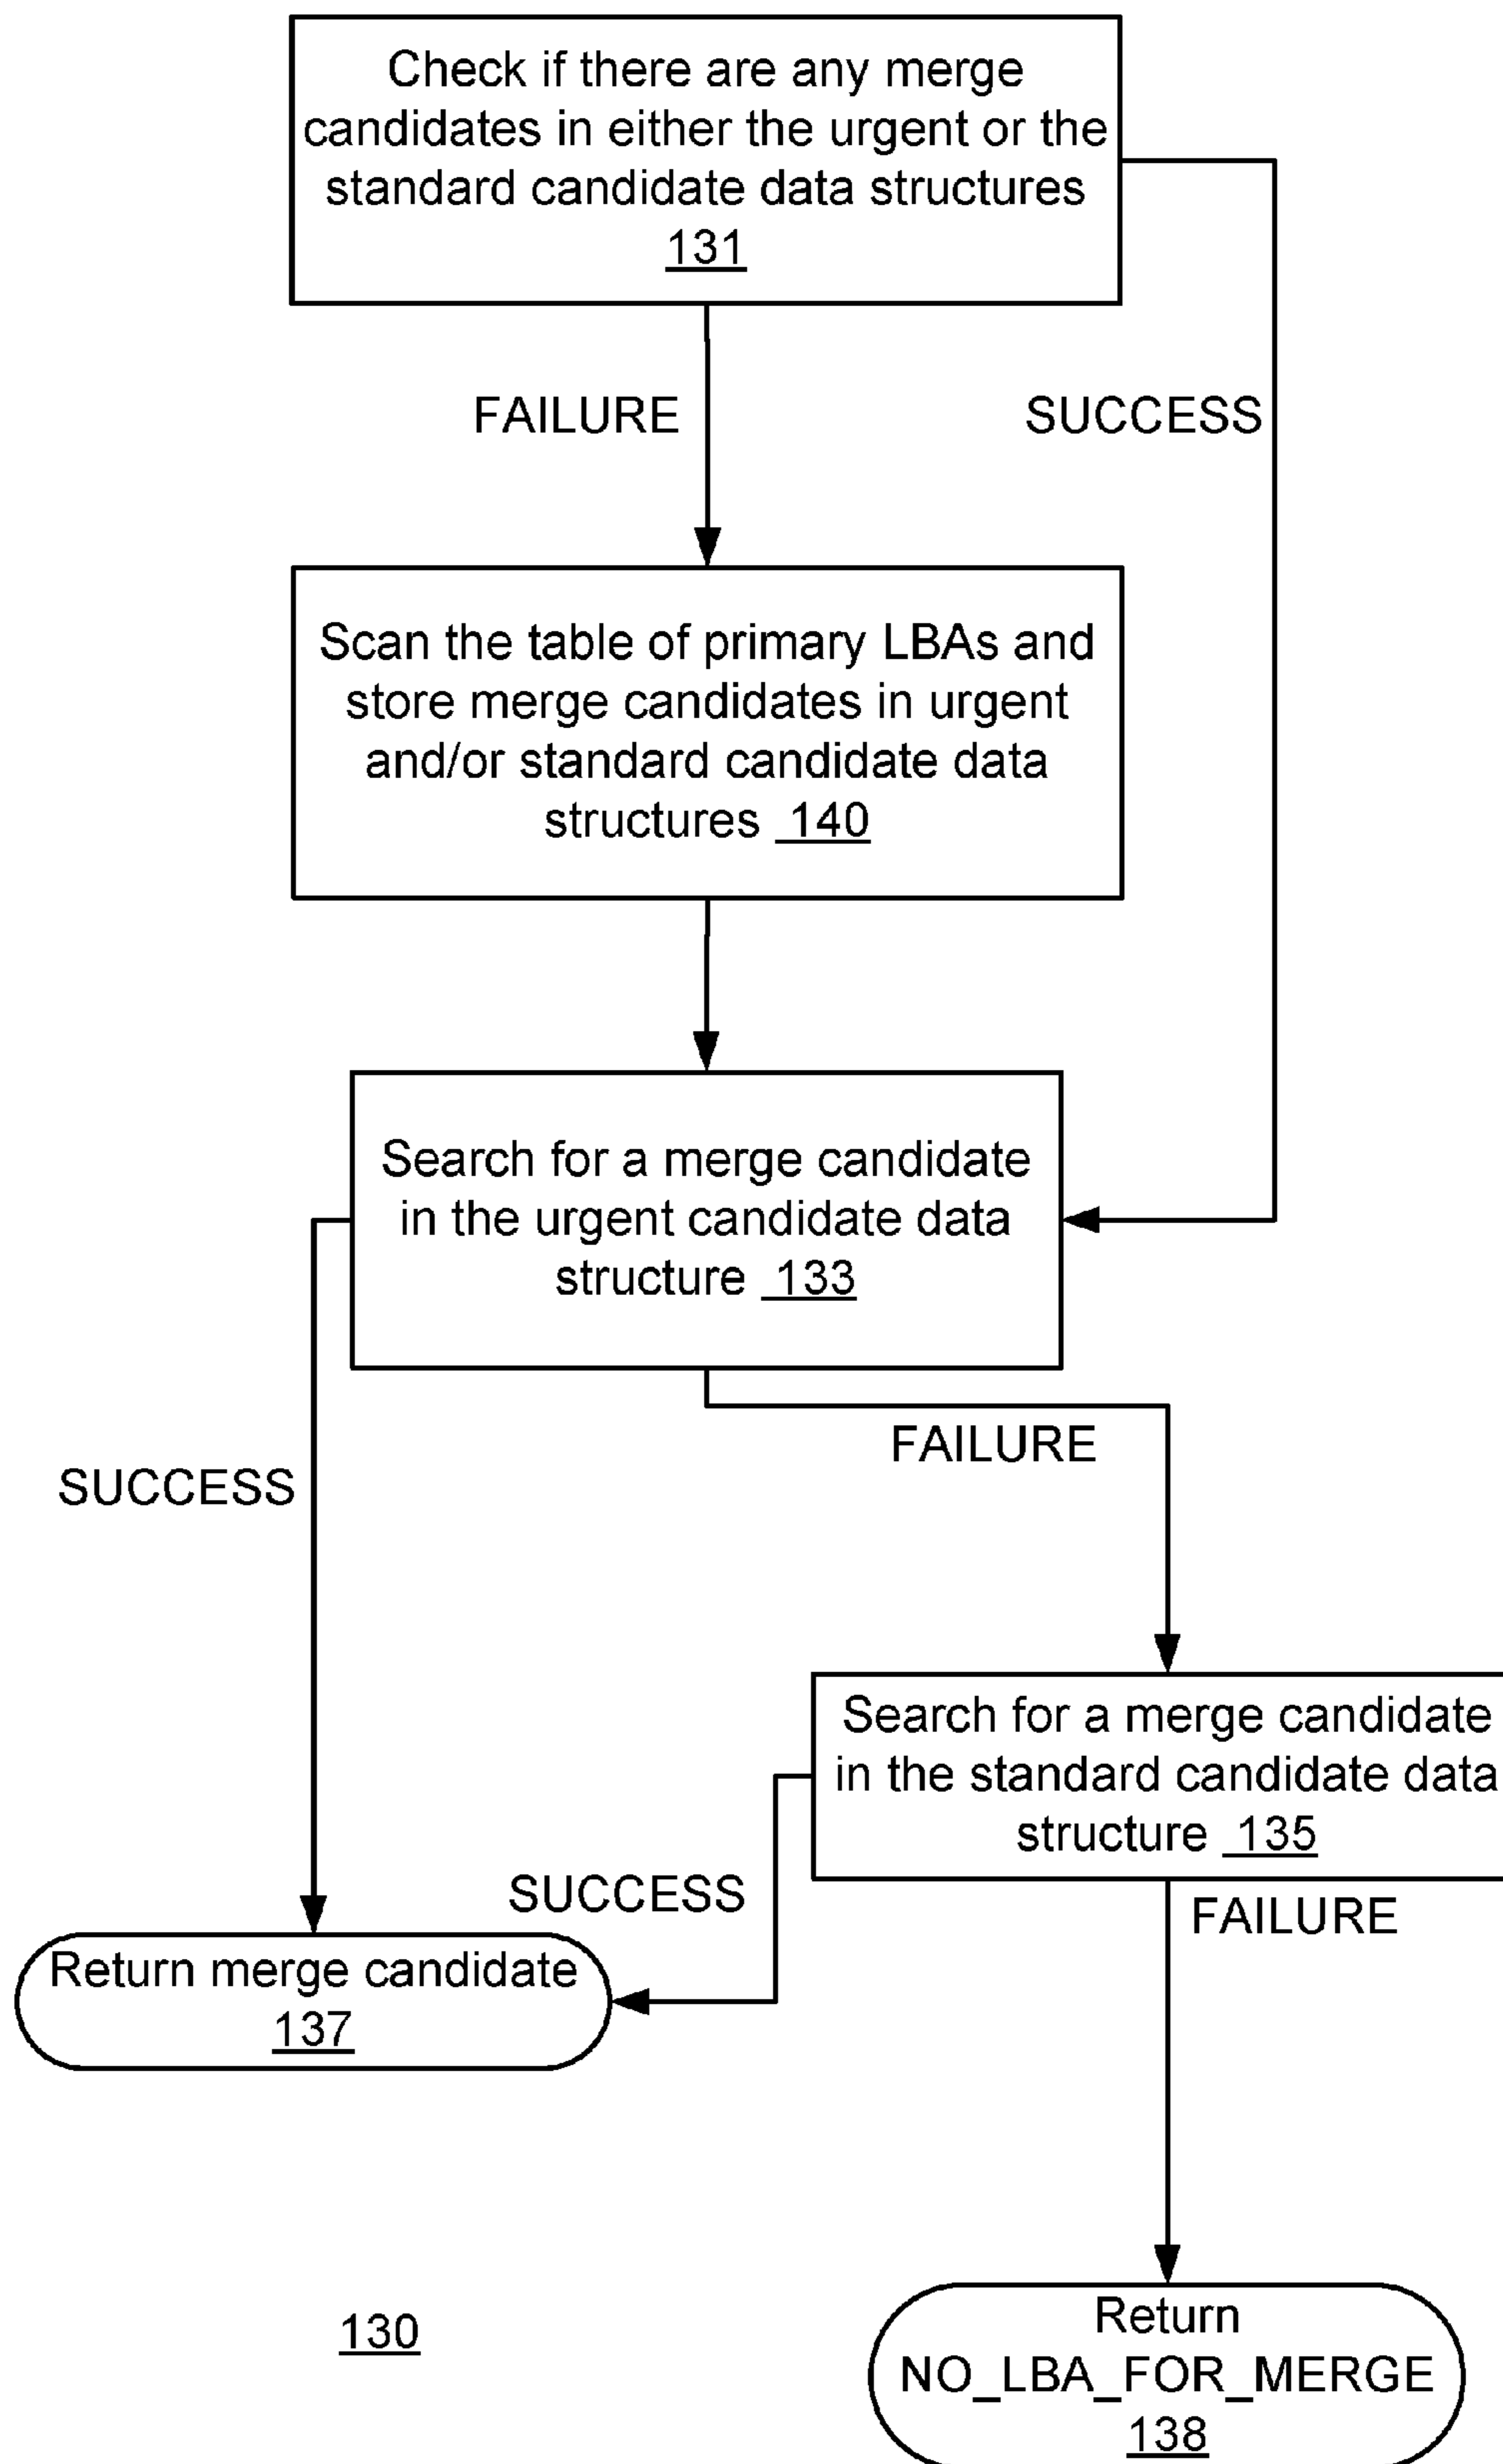 Check if there are any merge
candidates in either the urgent or the
standard candidate data structures
131
FAILURE
SUCCESS
Scan the table of primary LBAs and
store merge candidates in urgent
and/or standard candidate data
structures 140
Search for a merge candidate
in the urgent candidate data
structure 133
FAILURE
SUCCESS
Search for a merge candidate
in the standard candidate data
structure 135
SUCCESS
FAILURE
Return merge candidate
137
130
Return
NO_LBA_FOR_MERGE
138